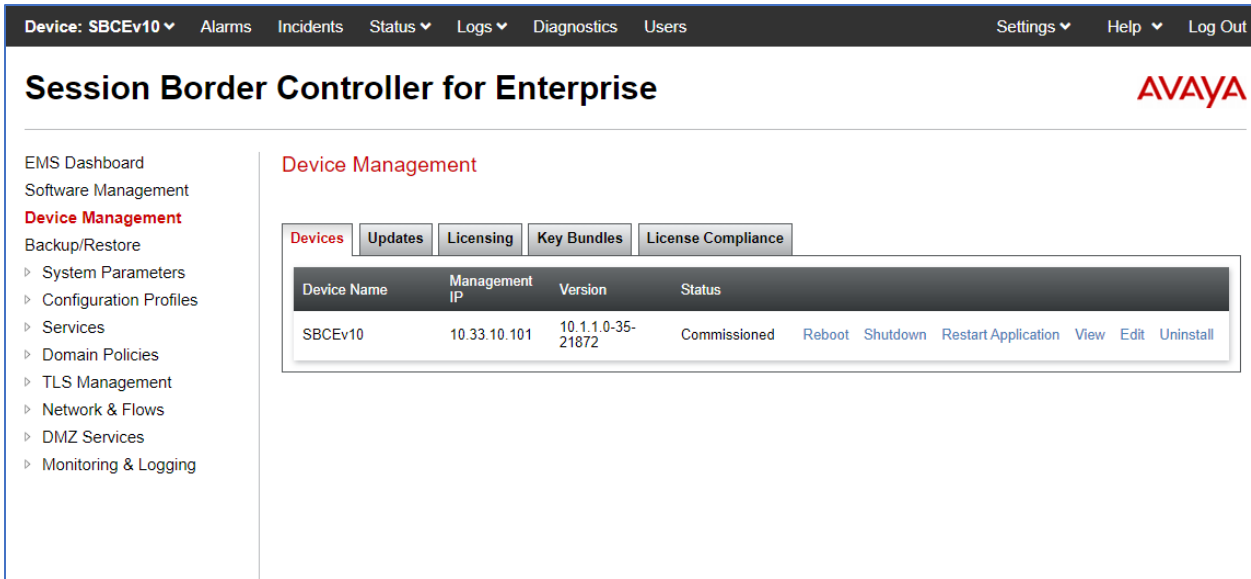 Device: SBCEv10 Alarms Incidents Status Logs Diagnostics Users Settings Help Log Out
Session Border Controller for Enterprise
AVAYA
EMS Dashboard
Software Management
Device Management
Backup/Restore
System Parameters
Configuration Profiles
Services
Domain Policies
TLS Management
Network & Flows
DMZ Services
Monitoring & Logging
Device Management
Devices Updates Licensing Key Bundles License Compliance
Device Name Management IP Version Status
SBCEv10 10.33.10.101 10.1.1.0-35-21872 Commissioned Reboot Shutdown Restart Application View Edit Uninstall